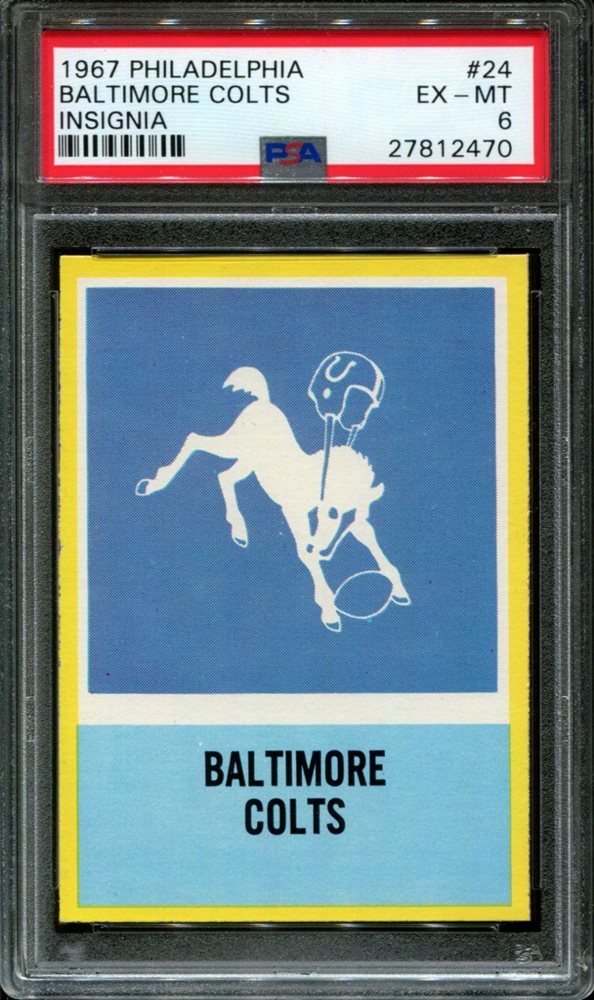 1967 PHILADELPHIA #24
BALTIMORE COLTS EX - MT
INSIGNIA 6
PSA 27812470
BALTIMORE
COLTS